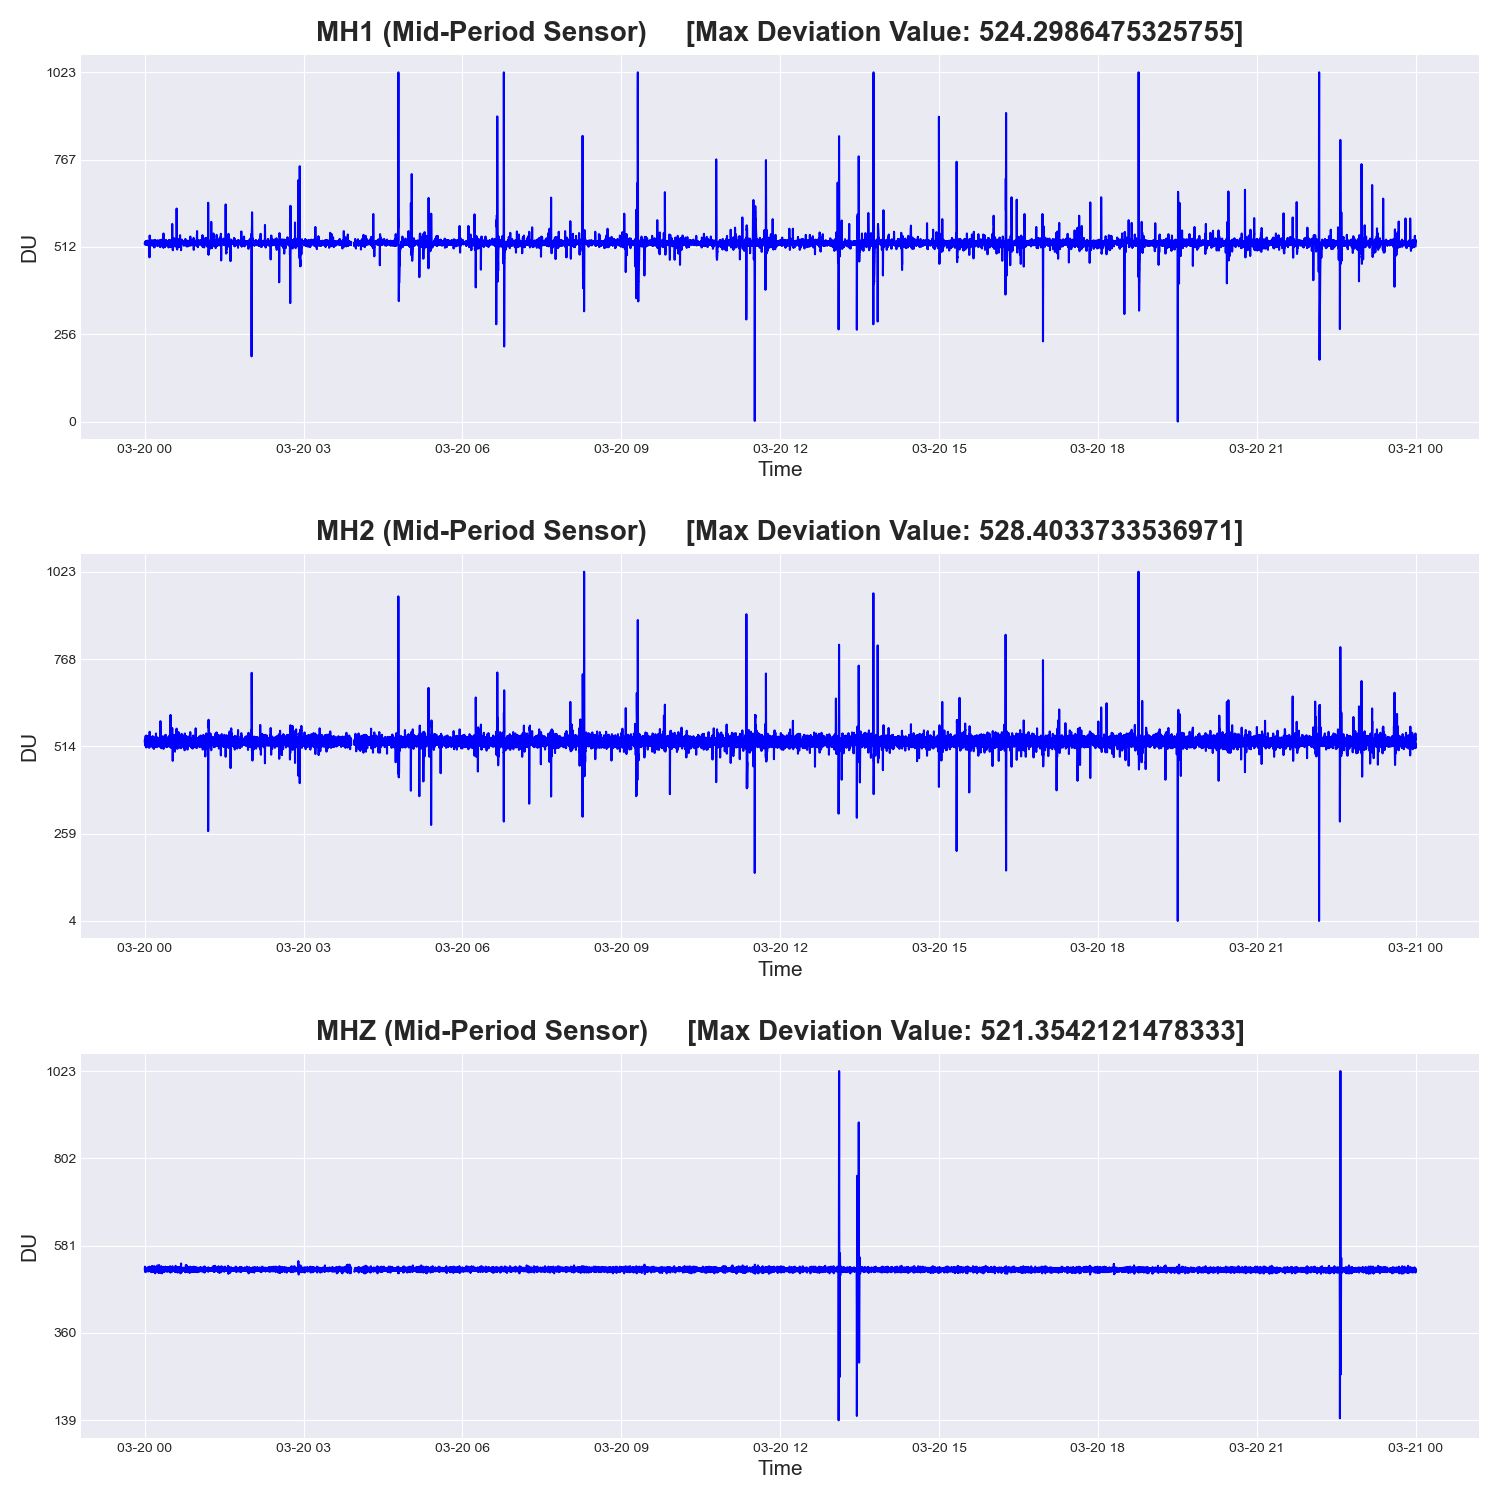 MH1 (Mid-Period Sensor) [Max Deviation Value: 524.2986475325755]
1023
767
512
256
0
DU
03-20 00 03-20 03 03-20 06 03-20 09 03-20 12 03-20 15 03-20 18 03-20 21 03-21 00
Time
MH2 (Mid-Period Sensor) [Max Deviation Value: 528.4033733536971]
1023
768
514
259
4
DU
03-20 00 03-20 03 03-20 06 03-20 09 03-20 12 03-20 15 03-20 18 03-20 21 03-21 00
Time
MHZ (Mid-Period Sensor) [Max Deviation Value: 521.3542121478333]
1023
802
581
360
139
DU
03-20 00 03-20 03 03-20 06 03-20 09 03-20 12 03-20 15 03-20 18 03-20 21 03-21 00
Time